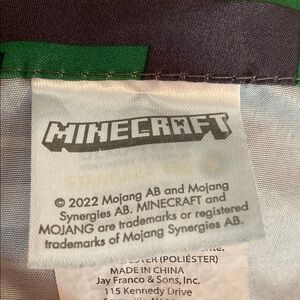 MINECRAFT
© 2022 Mojang AB and Mojang
Synergies AB. MINECRAFT and
MOJANG are trademarks or registered
trademarks of Mojang Synergies AB.
(POLIÉSTER)
MADE IN CHINA
Jay Franco & Sons, Inc.
115 Kennedy Drive